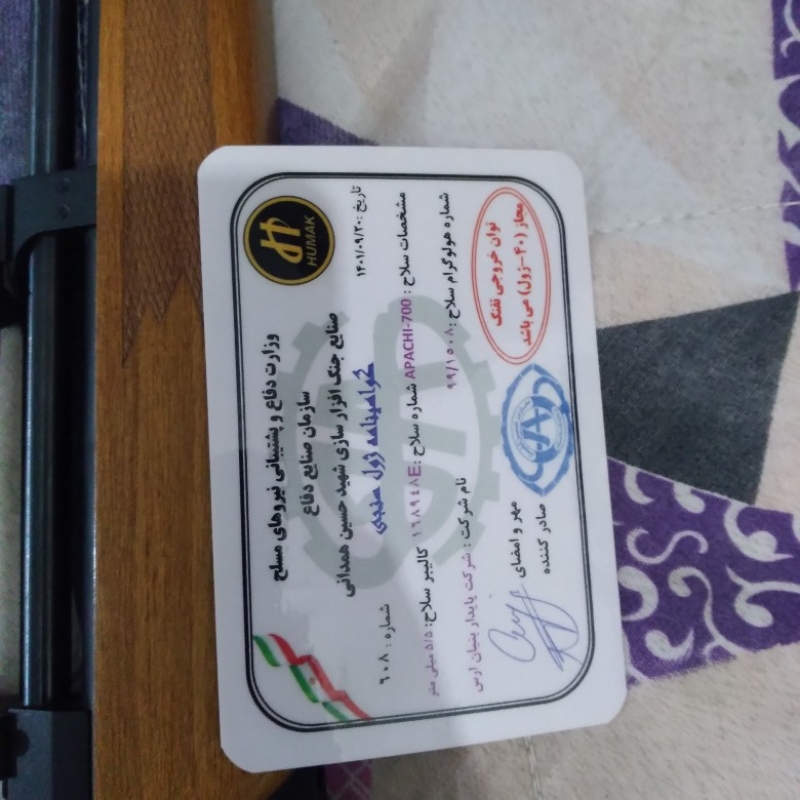 HUMAK
وزارت دفاع و پشتیبانی نیروهای مسلح
سازمان صنایع دفاع
صنایع جنگ افزار سازی شهید حسین همدانی
تاریخ : ۱۴۰۱/۰۹/۲۰
گواهینامه ژول سنجی
شماره : ۶۰۸
مشخصات سلاح : APACHI-700 شماره سلاح : ۱۶۸۹۴۸E کالیبر سلاح: ۵/۵ میلی متر
شماره هولوگرام سلاح : ۹۹/۱۵۰۸ نام شرکت : شرکت پایدار بنیان ارس
توان خروجی تفنگ
مجاز (۴۰-ژول) می باشد
مهر و امضای
صادر کننده